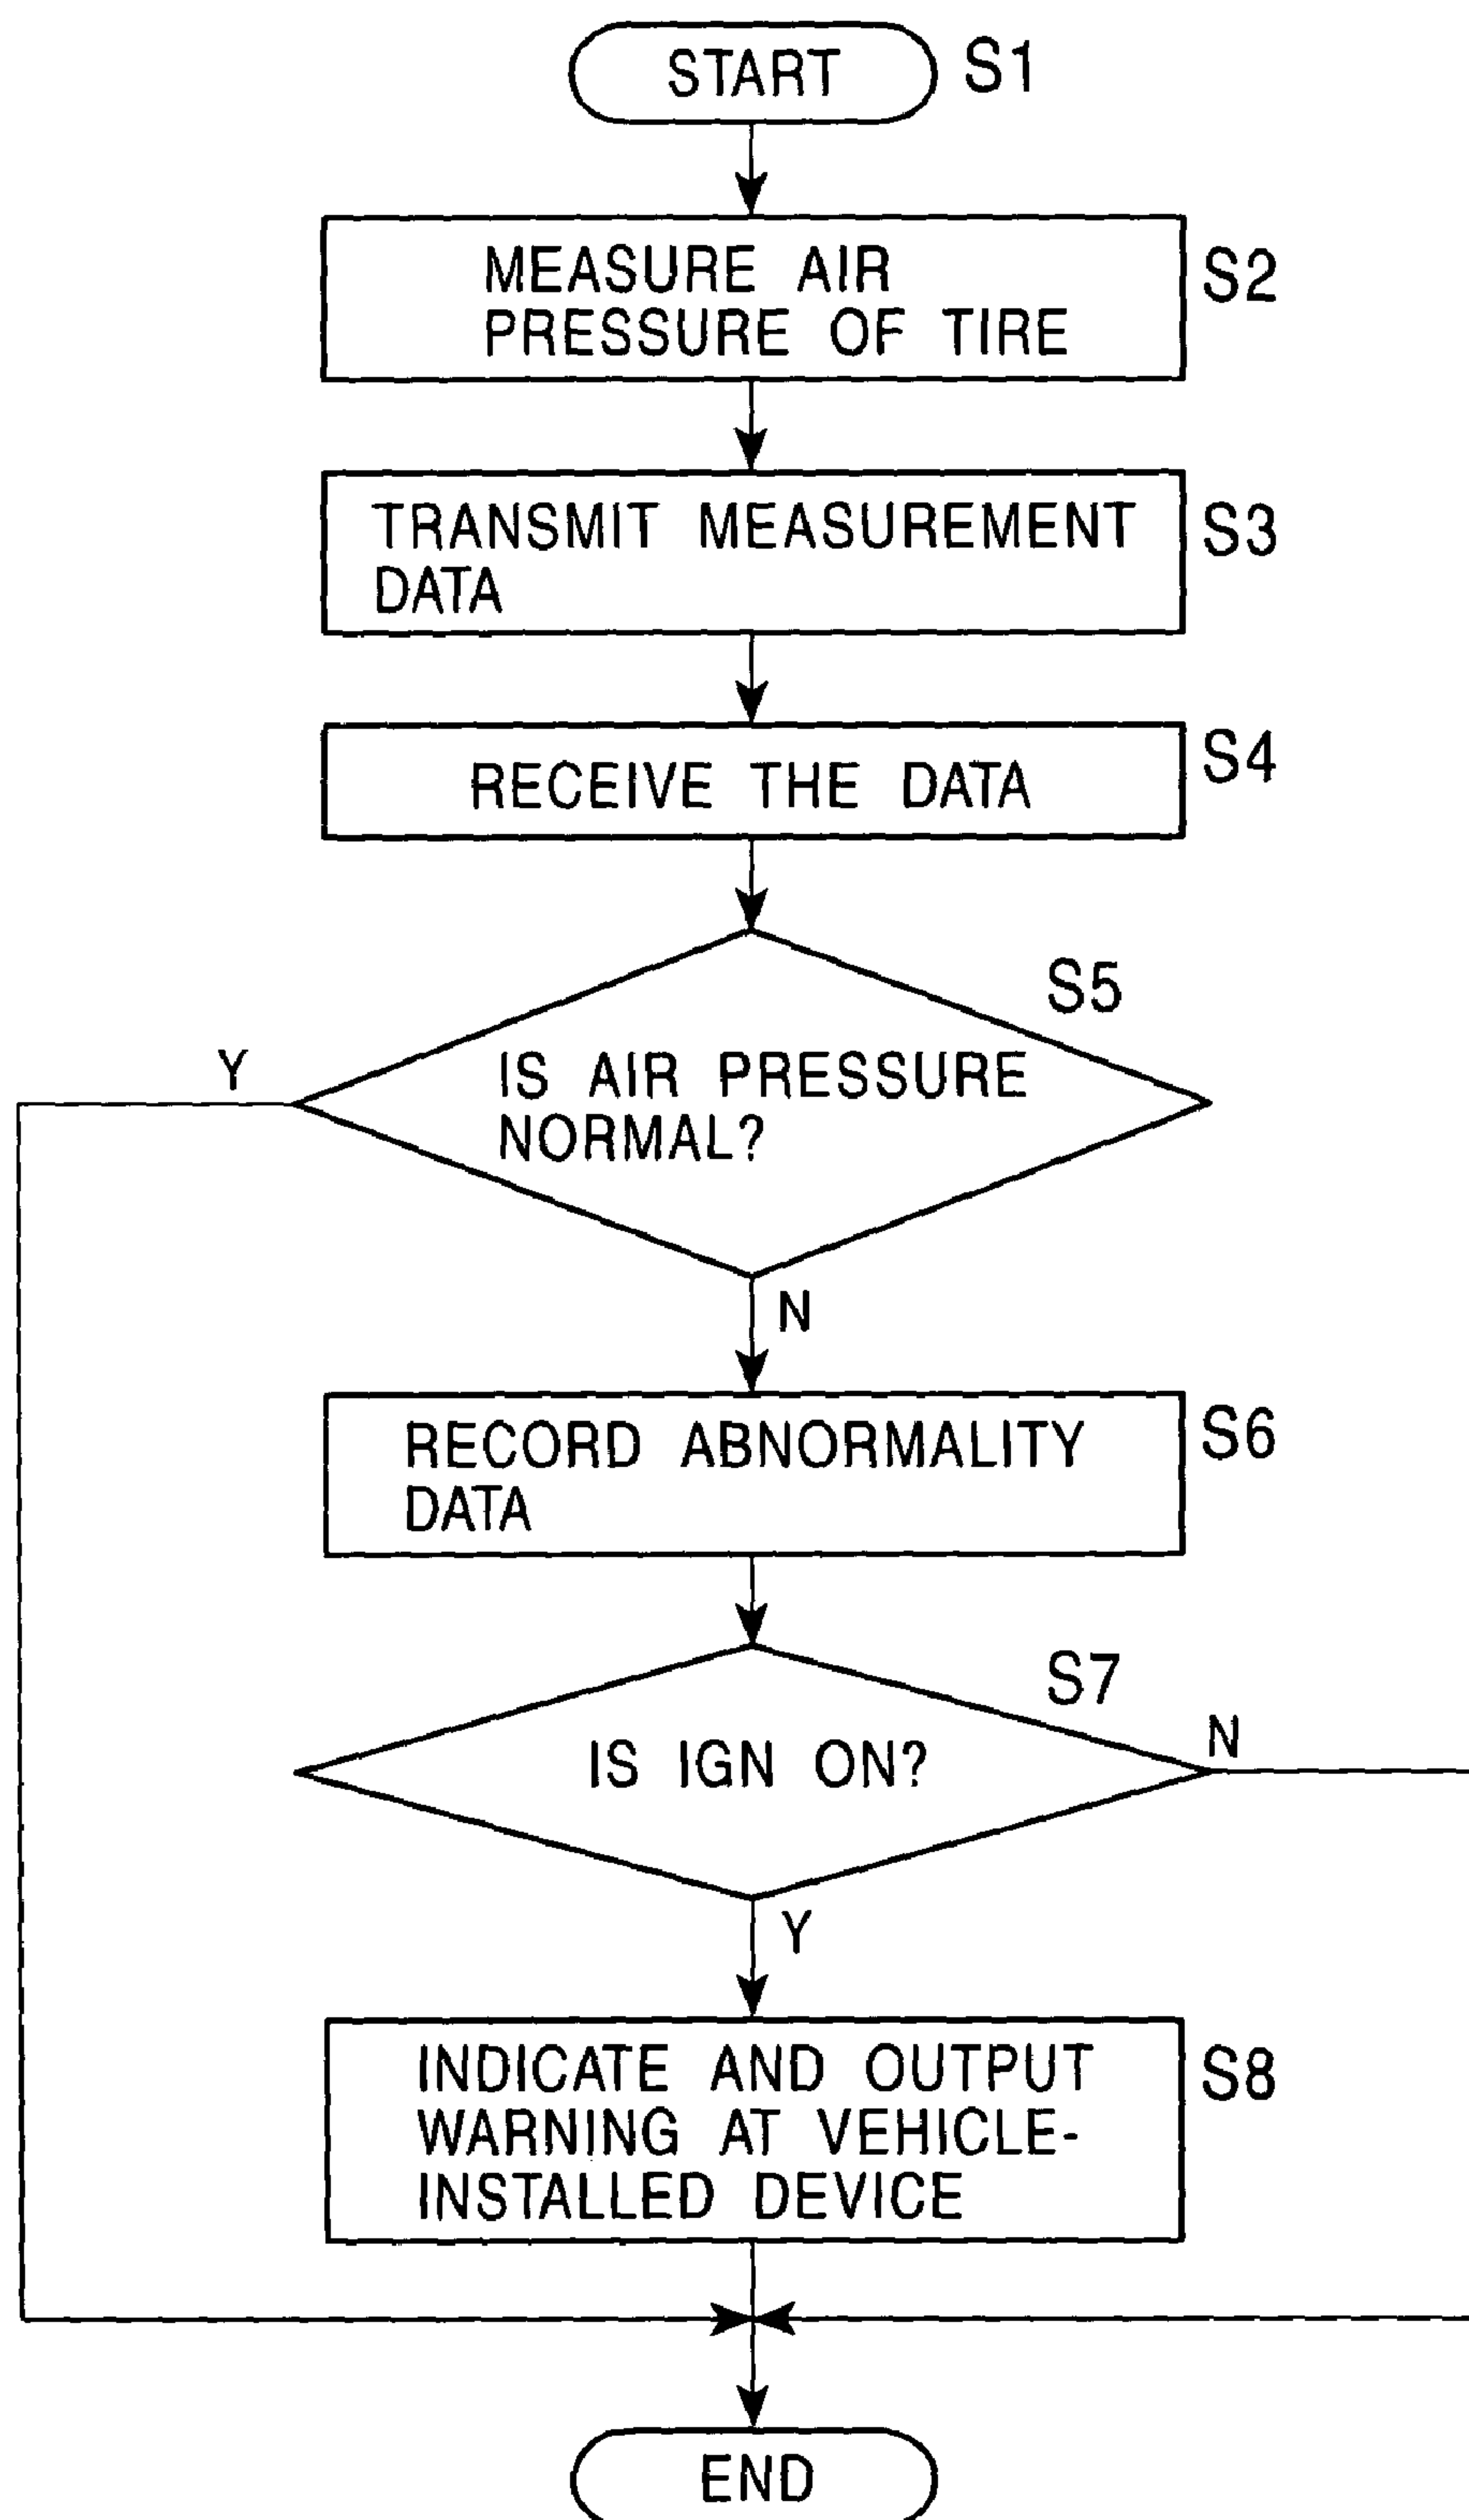 START S1
MEASURE AIR S2
PRESSURE OF TIRE
TRANSMIT MEASUREMENT S3
DATA
RECEIVE THE DATA S4
S5
Y
IS AIR PRESSURE
NORMAL?
N
RECORD ABNORMALITY S6
DATA
S7
IS IGN ON? N
Y
INDICATE AND OUTPUT S8
WARNING AT VEHICLE-
INSTALLED DEVICE
END